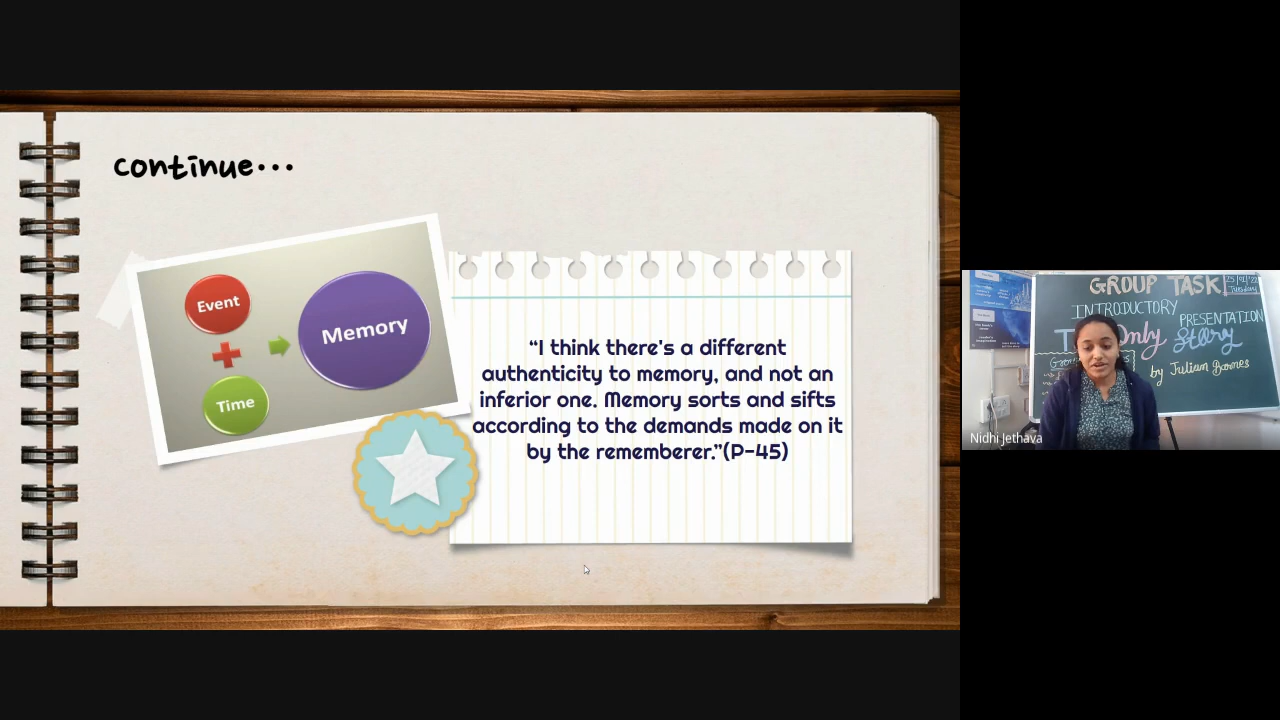 continue...
Event
Memory
Time
“I think there's a different
authenticity to memory, and not an
inferior one. Memory sorts and sifts
according to the demands made on it
by the rememberer.”(P-45)
GROUP TASK
Tuesday
INTRODUCTORY
PRESENTATION
Only Story
by Julian Barnes
Nidhi Jethava